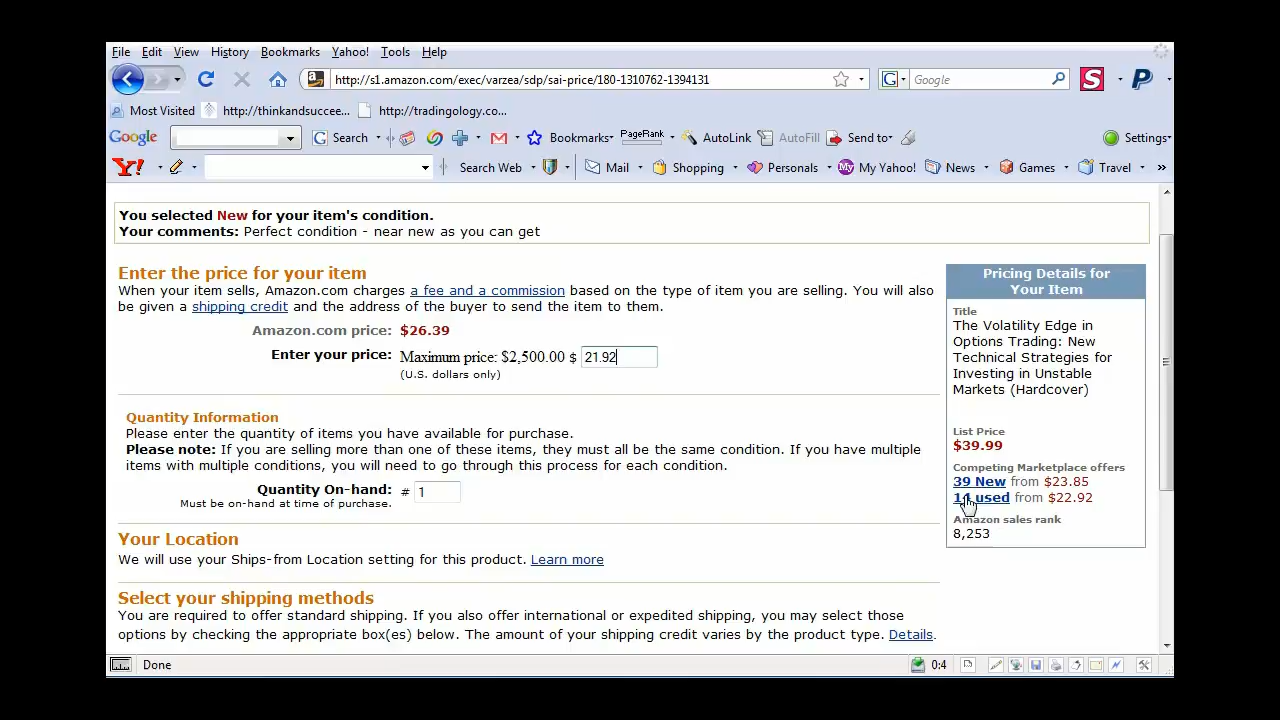 File Edit View History Bookmarks Yahoo! Tools Help
http://s1.amazon.com/exec/varzea/sdp/sai-price/180-1310762-1394131
Google
Most Visited http://thinkandsuccee... http://tradingology.co...
Google Search Bookmarks PageRank AutoLink AutoFill Send to Settings
Y! Search Web Mail Shopping Personals My Yahoo! News Games Travel »
You selected New for your item's condition.
Your comments: Perfect condition - near new as you can get
Enter the price for your item
When your item sells, Amazon.com charges a fee and a commission based on the type of item you are selling. You will also
be given a shipping credit and the address of the buyer to send the item to them.
Amazon.com price: $26.39
Enter your price: Maximum price: $2,500.00 $ 21.92
(U.S. dollars only)
Quantity Information
Please enter the quantity of items you have available for purchase.
Please note: If you are selling more than one of these items, they must all be the same condition. If you have multiple
items with multiple conditions, you will need to go through this process for each condition.
Quantity On-hand: # 1
Must be on-hand at time of purchase.
Your Location
We will use your Ships-from Location setting for this product. Learn more
Select your shipping methods
You are required to offer standard shipping. If you also offer international or expedited shipping, you may select those
options by checking the appropriate box(es) below. The amount of your shipping credit varies by the product type. Details.
Pricing Details for
Your Item
Title
The Volatility Edge in
Options Trading: New
Technical Strategies for
Investing in Unstable
Markets (Hardcover)
List Price
$39.99
Competing Marketplace offers
39 New from $23.85
used from $22.92
Amazon sales rank
8,253
Done
0:4